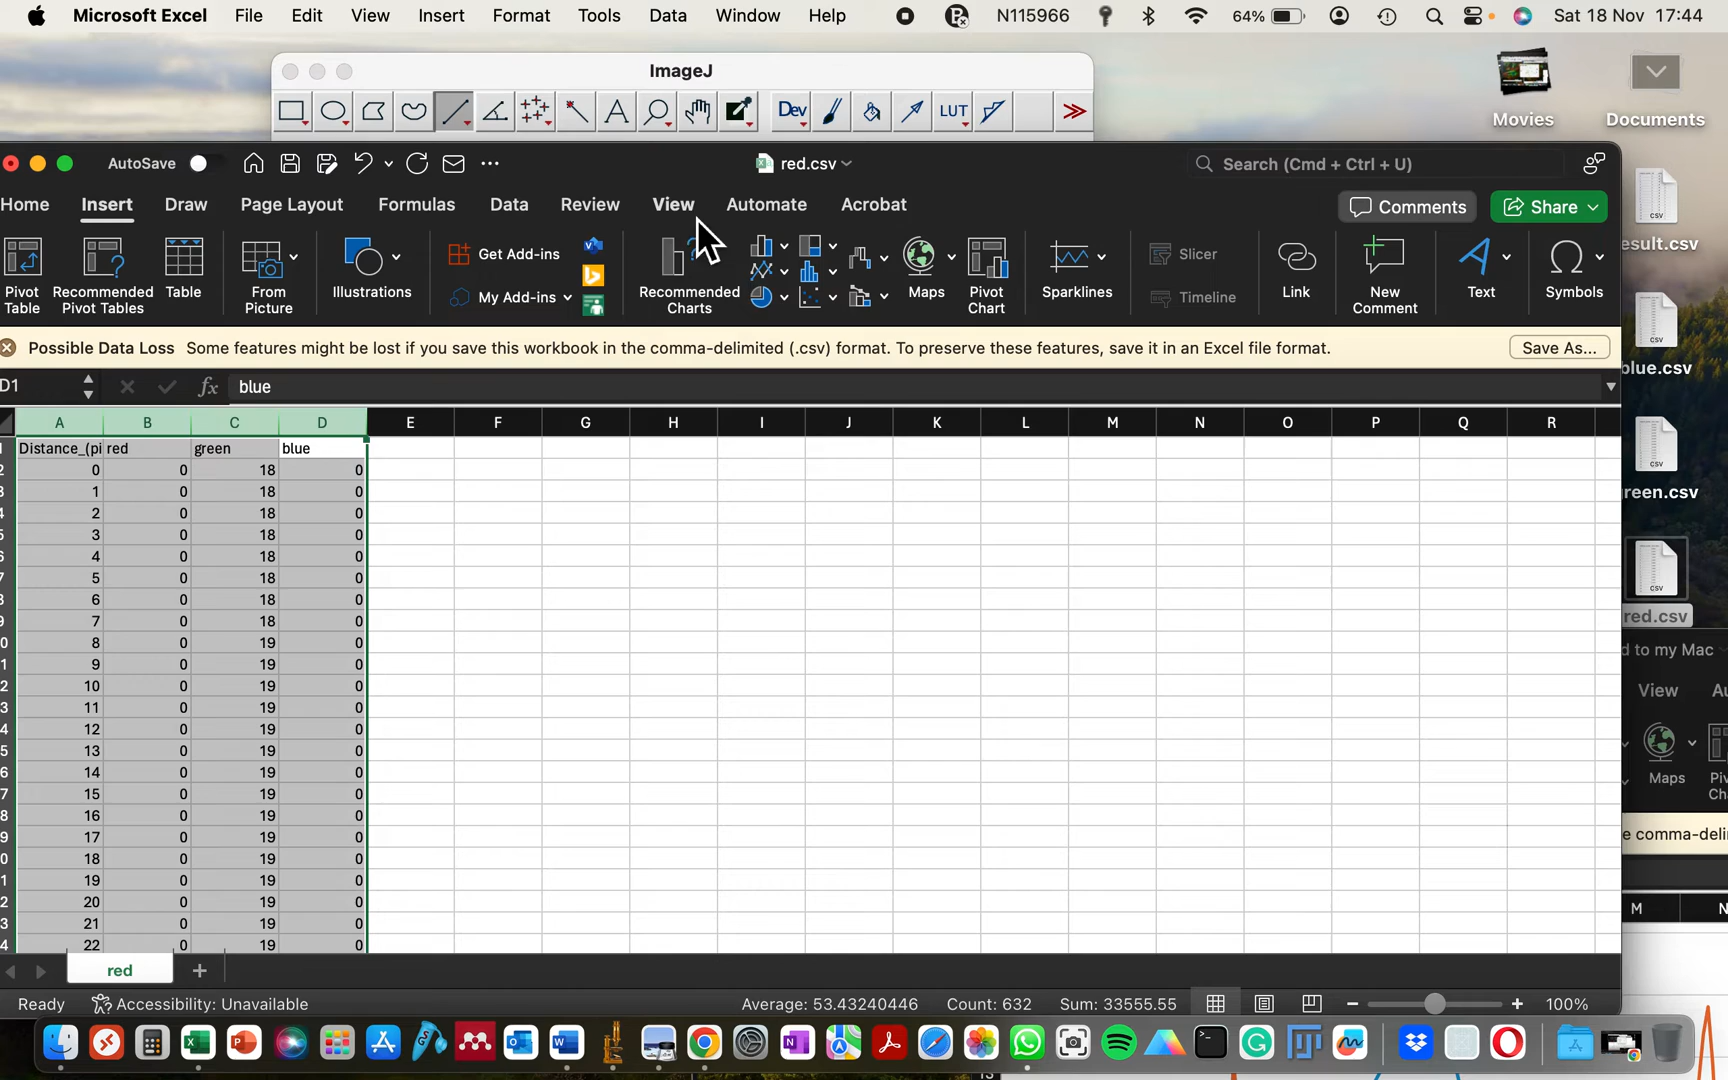 Microsoft Excel File Edit View Insert Format Tools Data Window Help N115966 64% Sat 18 Nov 17:44
ImageJ
Movies Documents
Dev LUT
AutoSave red.csv Search (Cmd + Ctrl + U)
Home Insert Draw Page Layout Formulas Data Review View Automate Acrobat Comments Share
Pivot Table
Recommended Pivot Tables
Table
From Picture
Illustrations
Get Add-ins
My Add-ins
Recommended Charts
Maps
Pivot Chart
Sparklines
Slicer
Timeline
Link
New Comment
Text
Symbols
Possible Data Loss Some features might be lost if you save this workbook in the comma-delimited (.csv) format. To preserve these features, save it in an Excel file format. Save As...
D1 fx blue
A B C D E F G H I J K L M N O P Q R
Distance_(pi red green blue
0 0 18 0
1 0 18 0
2 0 18 0
3 0 18 0
4 0 18 0
5 0 18 0
6 0 18 0
7 0 18 0
8 0 19 0
9 0 19 0
10 0 19 0
11 0 19 0
12 0 19 0
13 0 19 0
14 0 19 0
15 0 19 0
16 0 19 0
17 0 19 0
18 0 19 0
19 0 19 0
20 0 19 0
21 0 19 0
22 0 19 0
red +
Ready Accessibility: Unavailable Average: 53.43240446 Count: 632 Sum: 33555.55 − + 100%
csv
esult.csv
csv
blue.csv
csv
reen.csv
csv
red.csv
d to my Mac
View Au
Maps Piv
Cha
e comma-deli
M N